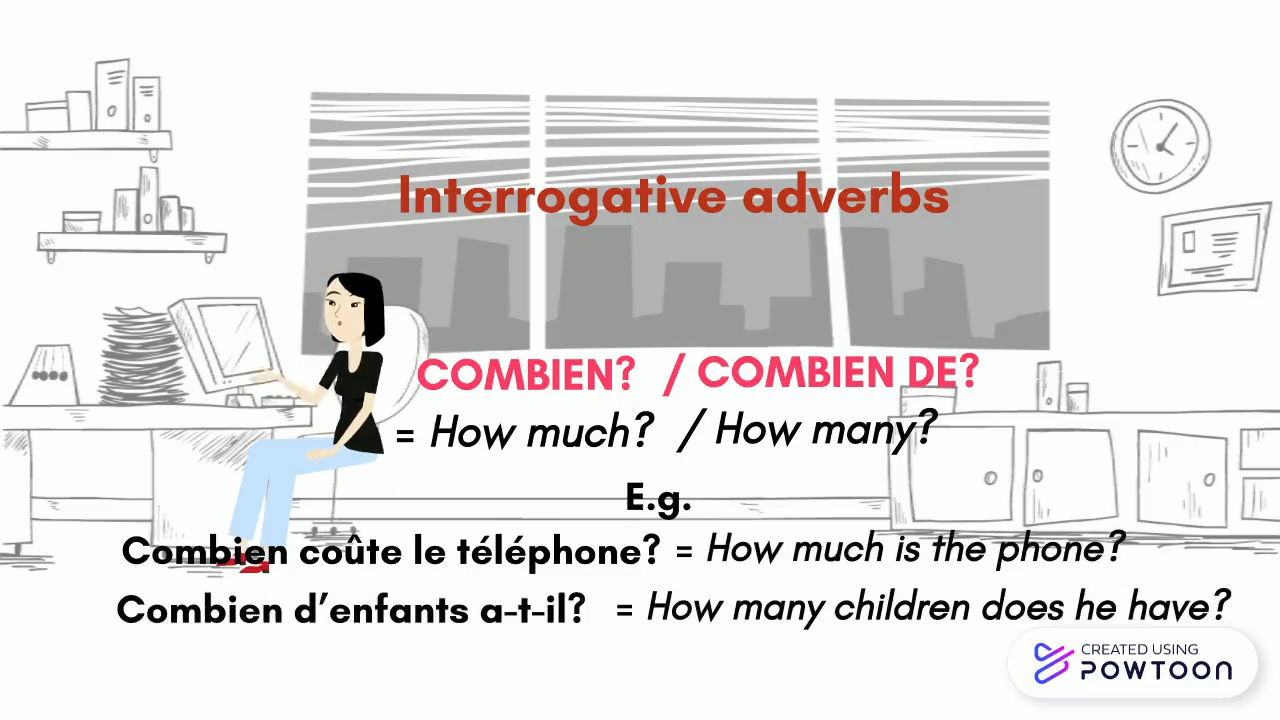 Interrogative adverbs
COMBIEN? / COMBIEN DE?
= How much? / How many?
E.g.
Combien coûte le téléphone? = How much is the phone?
Combien d’enfants a-t-il? = How many children does he have?
CREATED USING
POWTOON